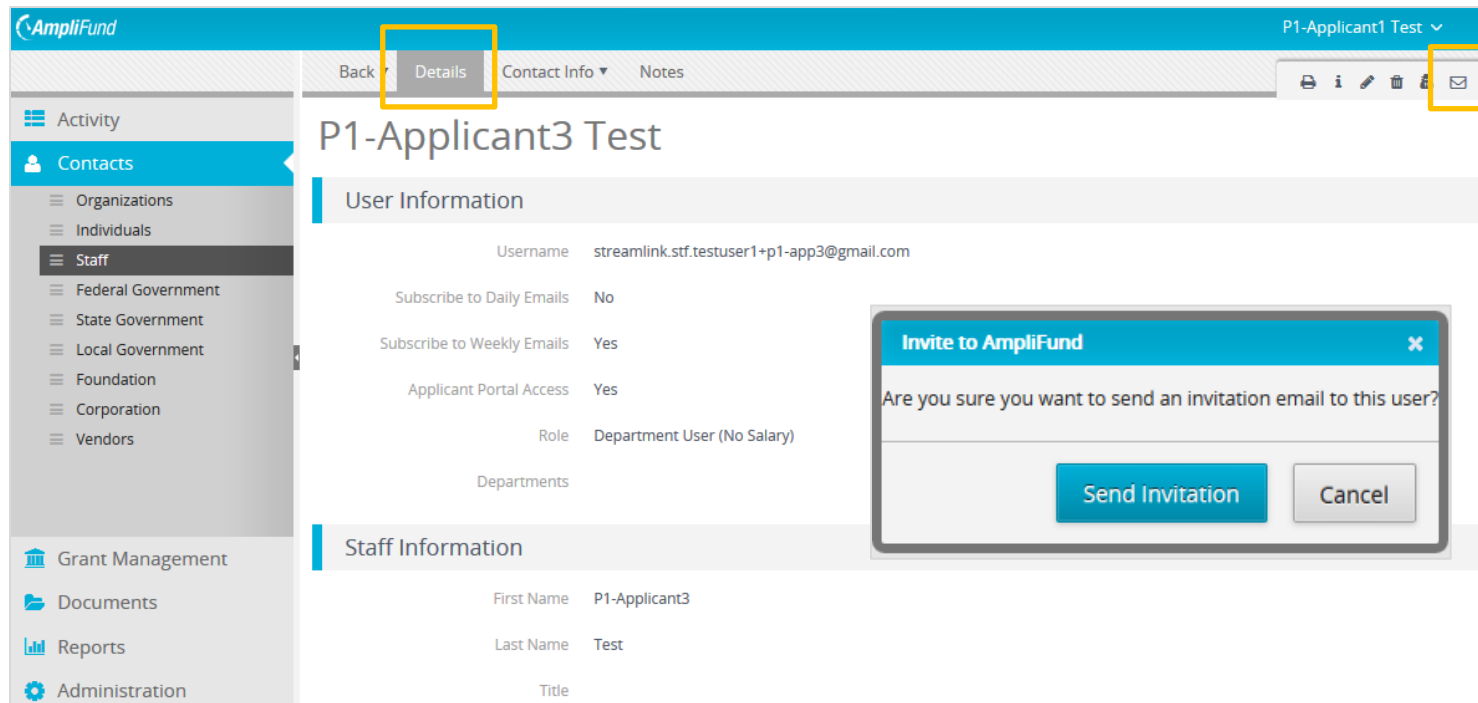 AmpliFund
P1-Applicant1 Test
Back Details Contact Info Notes
Activity
Contacts
Organizations
Individuals
Staff
Federal Government
State Government
Local Government
Foundation
Corporation
Vendors
Grant Management
Documents
Reports
Administration
P1-Applicant3 Test
User Information
Username streamlink.stf.testuser1+p1-app3@gmail.com
Subscribe to Daily Emails No
Subscribe to Weekly Emails Yes
Applicant Portal Access Yes
Role Department User (No Salary)
Departments
Staff Information
First Name P1-Applicant3
Last Name Test
Title
Invite to AmpliFund
Are you sure you want to send an invitation email to this user?
Send Invitation Cancel